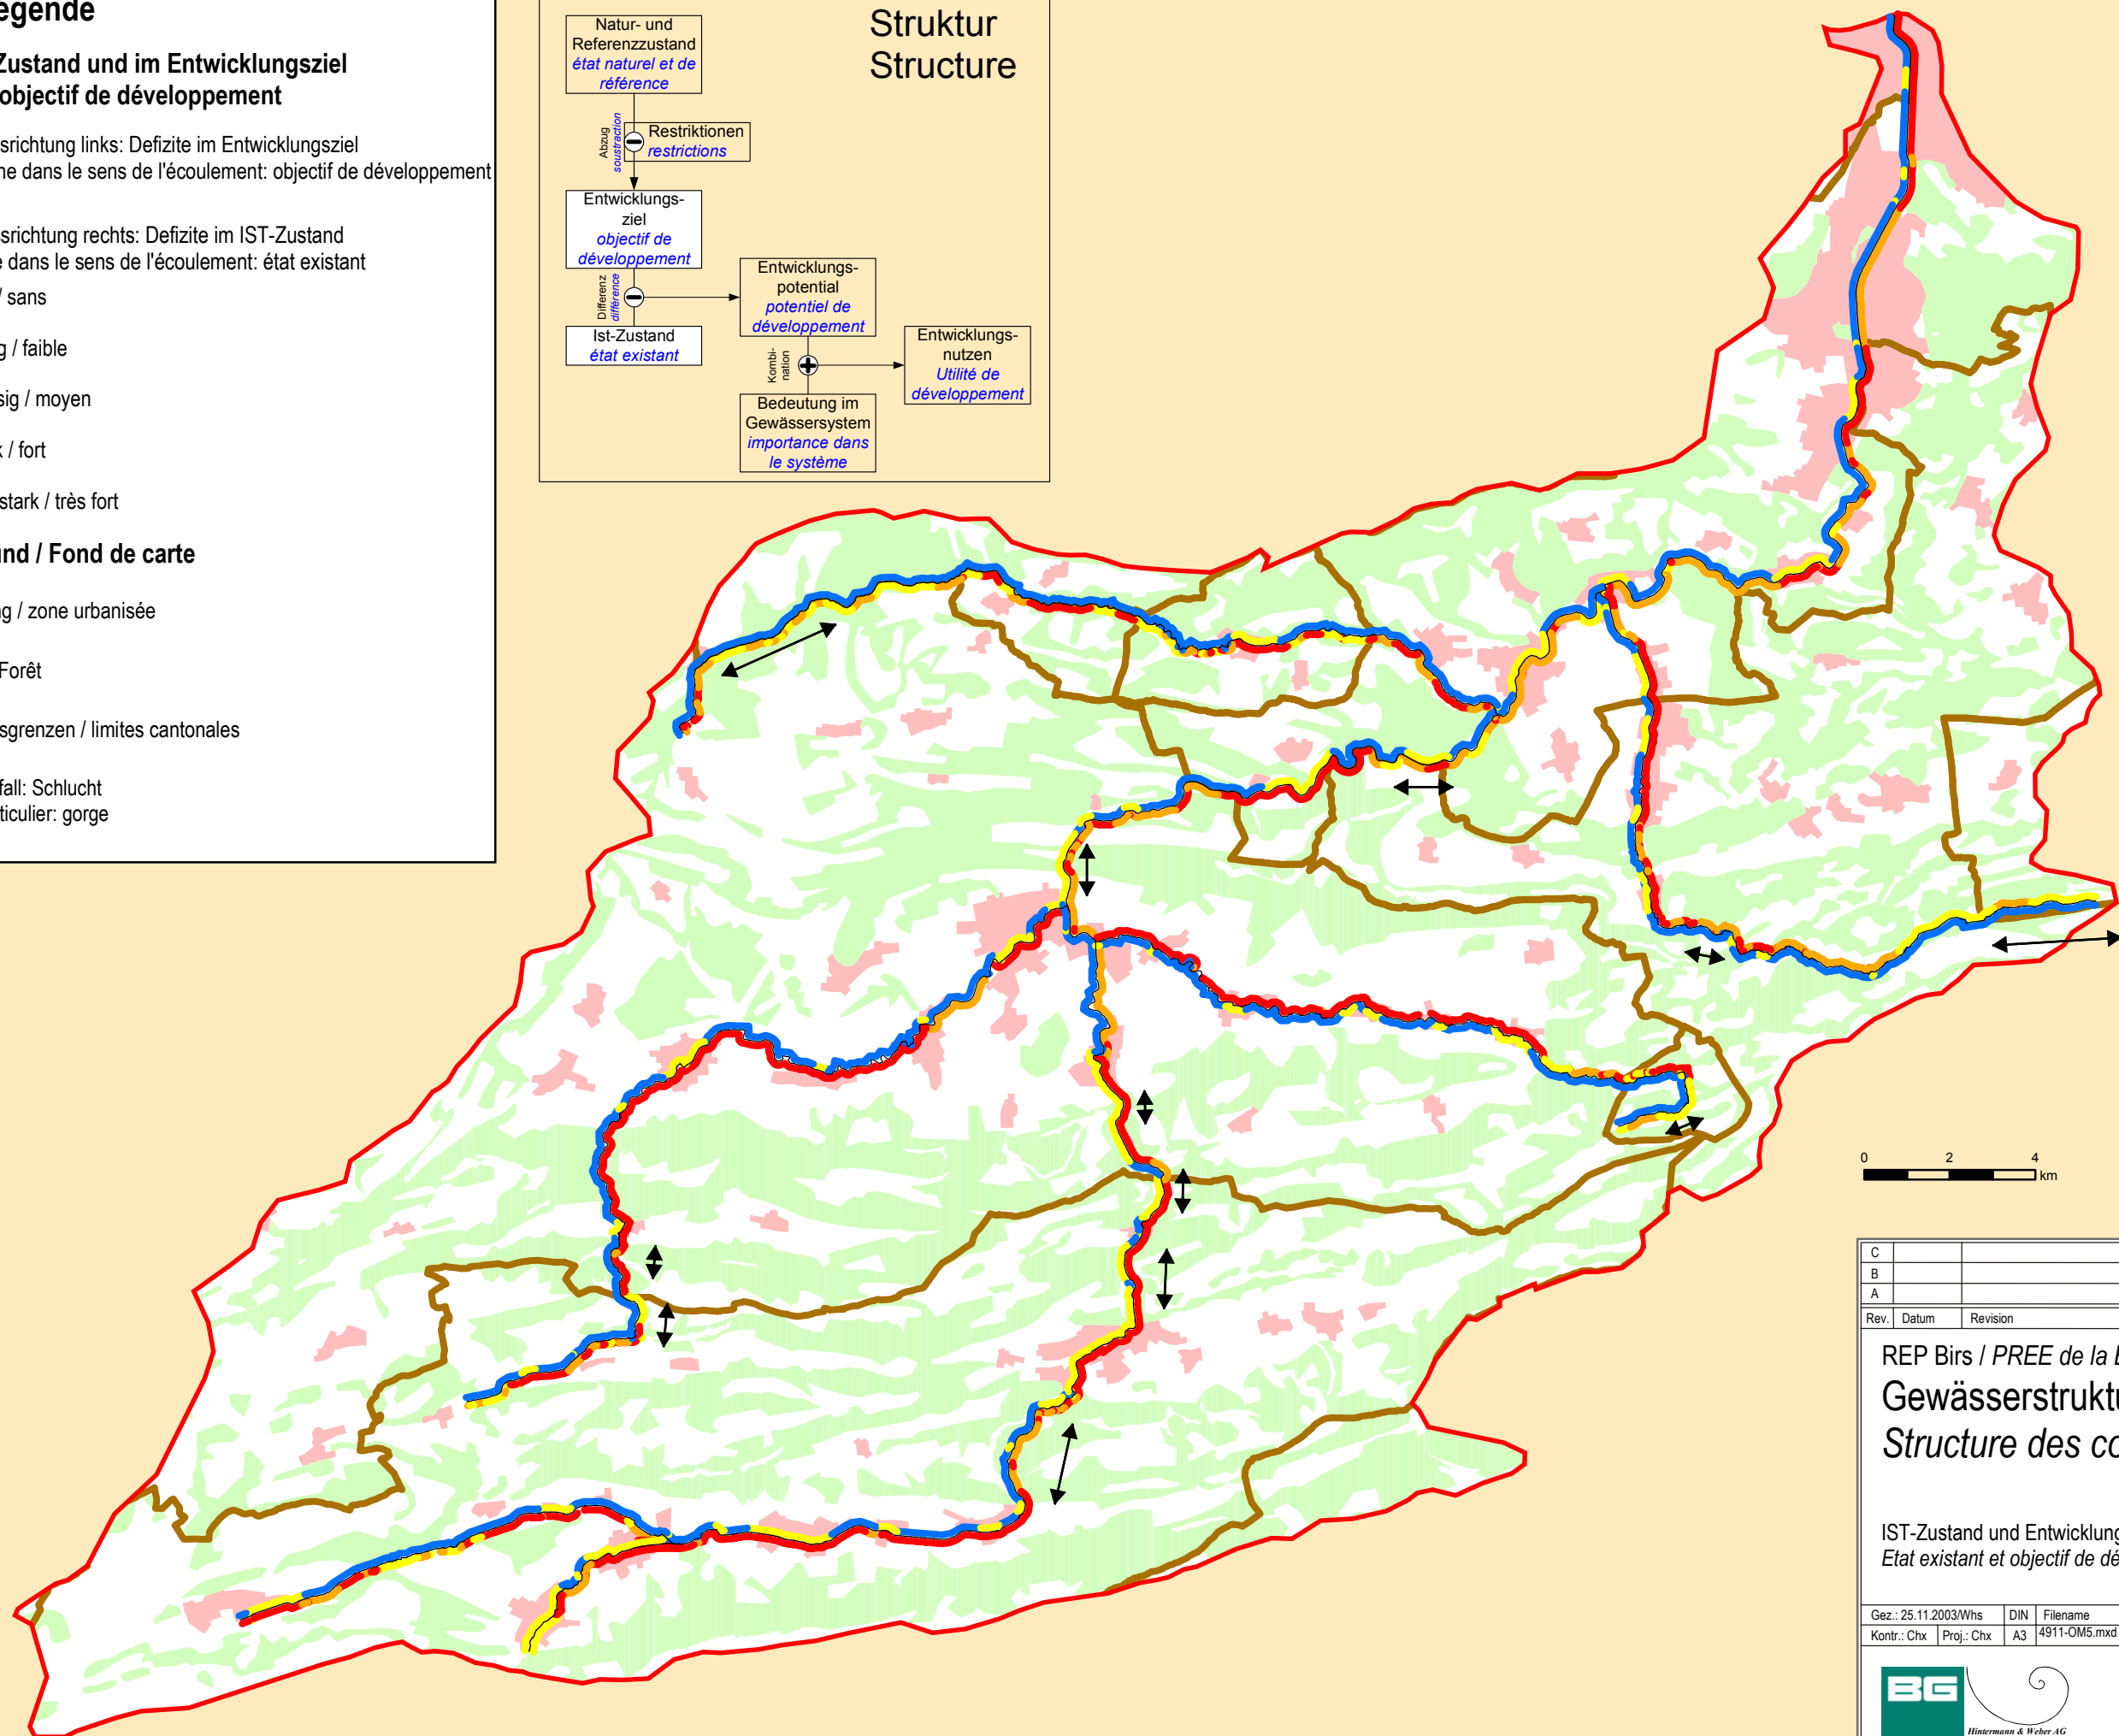 egende
Zustand und im Entwicklungsziel
objectif de développement
ssrichtung links: Defizite im Entwicklungsziel
he dans le sens de l'écoulement: objectif de développement
ssrichtung rechts: Defizite im IST-Zustand
e dans le sens de l'écoulement: état existant
/ sans
g / faible
sig / moyen
k / fort
stark / très fort
und / Fond de carte
ng / zone urbanisée
Forêt
sgrenzen / limites cantonales
fall: Schlucht
ticulier: gorge
Struktur
Structure
Natur- und
Referenzzustand
état naturel et de
référence
Abzug
soustraction
Restriktionen
restrictions
Entwicklungs-
ziel
objectif de
développement
Differenz
différence
Ist-Zustand
état existant
Entwicklungs-
potential
potentiel de
développement
Kombi-
nation
Entwicklungs-
nutzen
Utilité de
développement
Bedeutung im
Gewässersystem
importance dans
le système
0 2 4
km
C
B
A
Rev. Datum Revision
REP Birs / PREE de la
Gewässerstruktu
Structure des co
IST-Zustand und Entwicklung
Etat existant et objectif de dé
Gez.: 25.11.2003/Whs DIN Filename
Kontr.: Chx Proj.: Chx A3 4911-OM5.mxd
BG
Hintermann & Weber AG